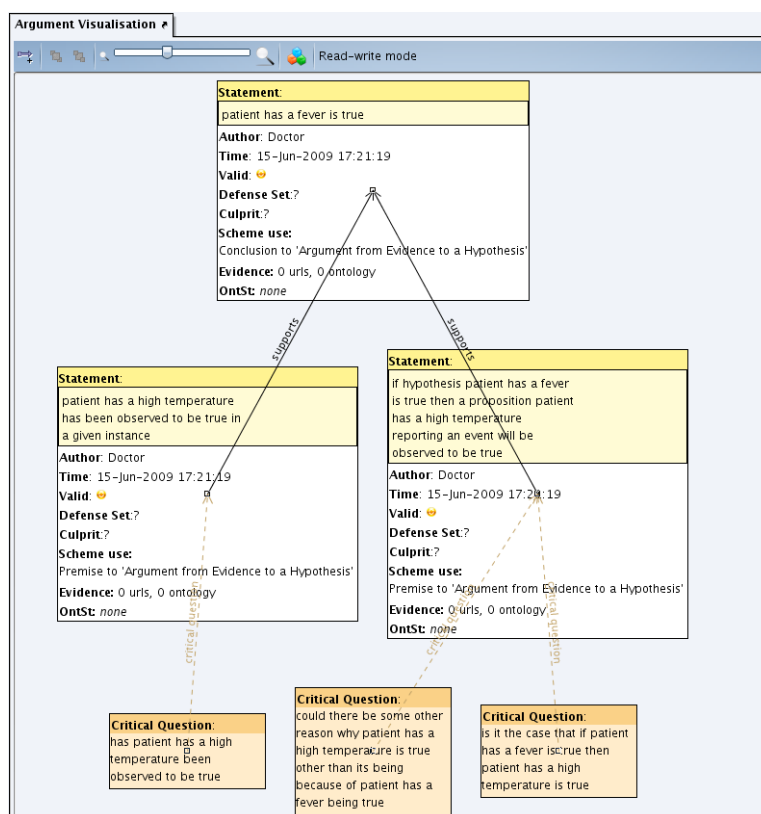 Argument Visualisation
Read-write mode
Statement:
patient has a fever is true
Author: Doctor
Time: 15-Jun-2009 17:21:19
Valid:
Defense Set:?
Culprit:?
Scheme use:
Conclusion to 'Argument from Evidence to a Hypothesis'
Evidence: 0 urls, 0 ontology
OntSt: none
supports
supports
Statement:
patient has a high temperature
has been observed to be true in
a given instance
Author: Doctor
Time: 15-Jun-2009 17:21:19
Valid:
Defense Set:?
Culprit:?
Scheme use:
Premise to 'Argument from Evidence to a Hypothesis'
Evidence: 0 urls, 0 ontology
OntSt: none
Statement:
if hypothesis patient has a fever
is true then a proposition patient
has a high temperature
reporting an event will be
observed to be true
Author: Doctor
Time: 15-Jun-2009 17:21:19
Valid:
Defense Set:?
Culprit:?
Scheme use:
Premise to 'Argument from Evidence to a Hypothesis'
Evidence: 0 urls, 0 ontology
OntSt: none
critical question
critical question
critical question
Critical Question:
has patient has a high
temperature been
observed to be true
Critical Question:
could there be some other
reason why patient has a
high temperature is true
other than its being
because of patient has a
fever being true
Critical Question:
is it the case that if patient
has a fever is true then
patient has a high
temperature is true